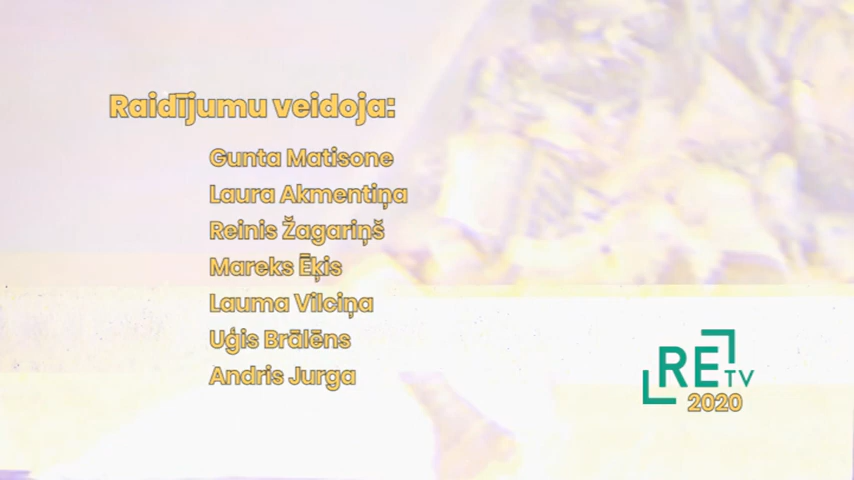 Raidījumu veidoja:
Gunta Matisone
Laura Akmentiņa
Reinis Žagariņš
Mareks Ēķis
Lauma Vilciņa
Uģis Brālēns
Andris Jurga
RE TV
2020